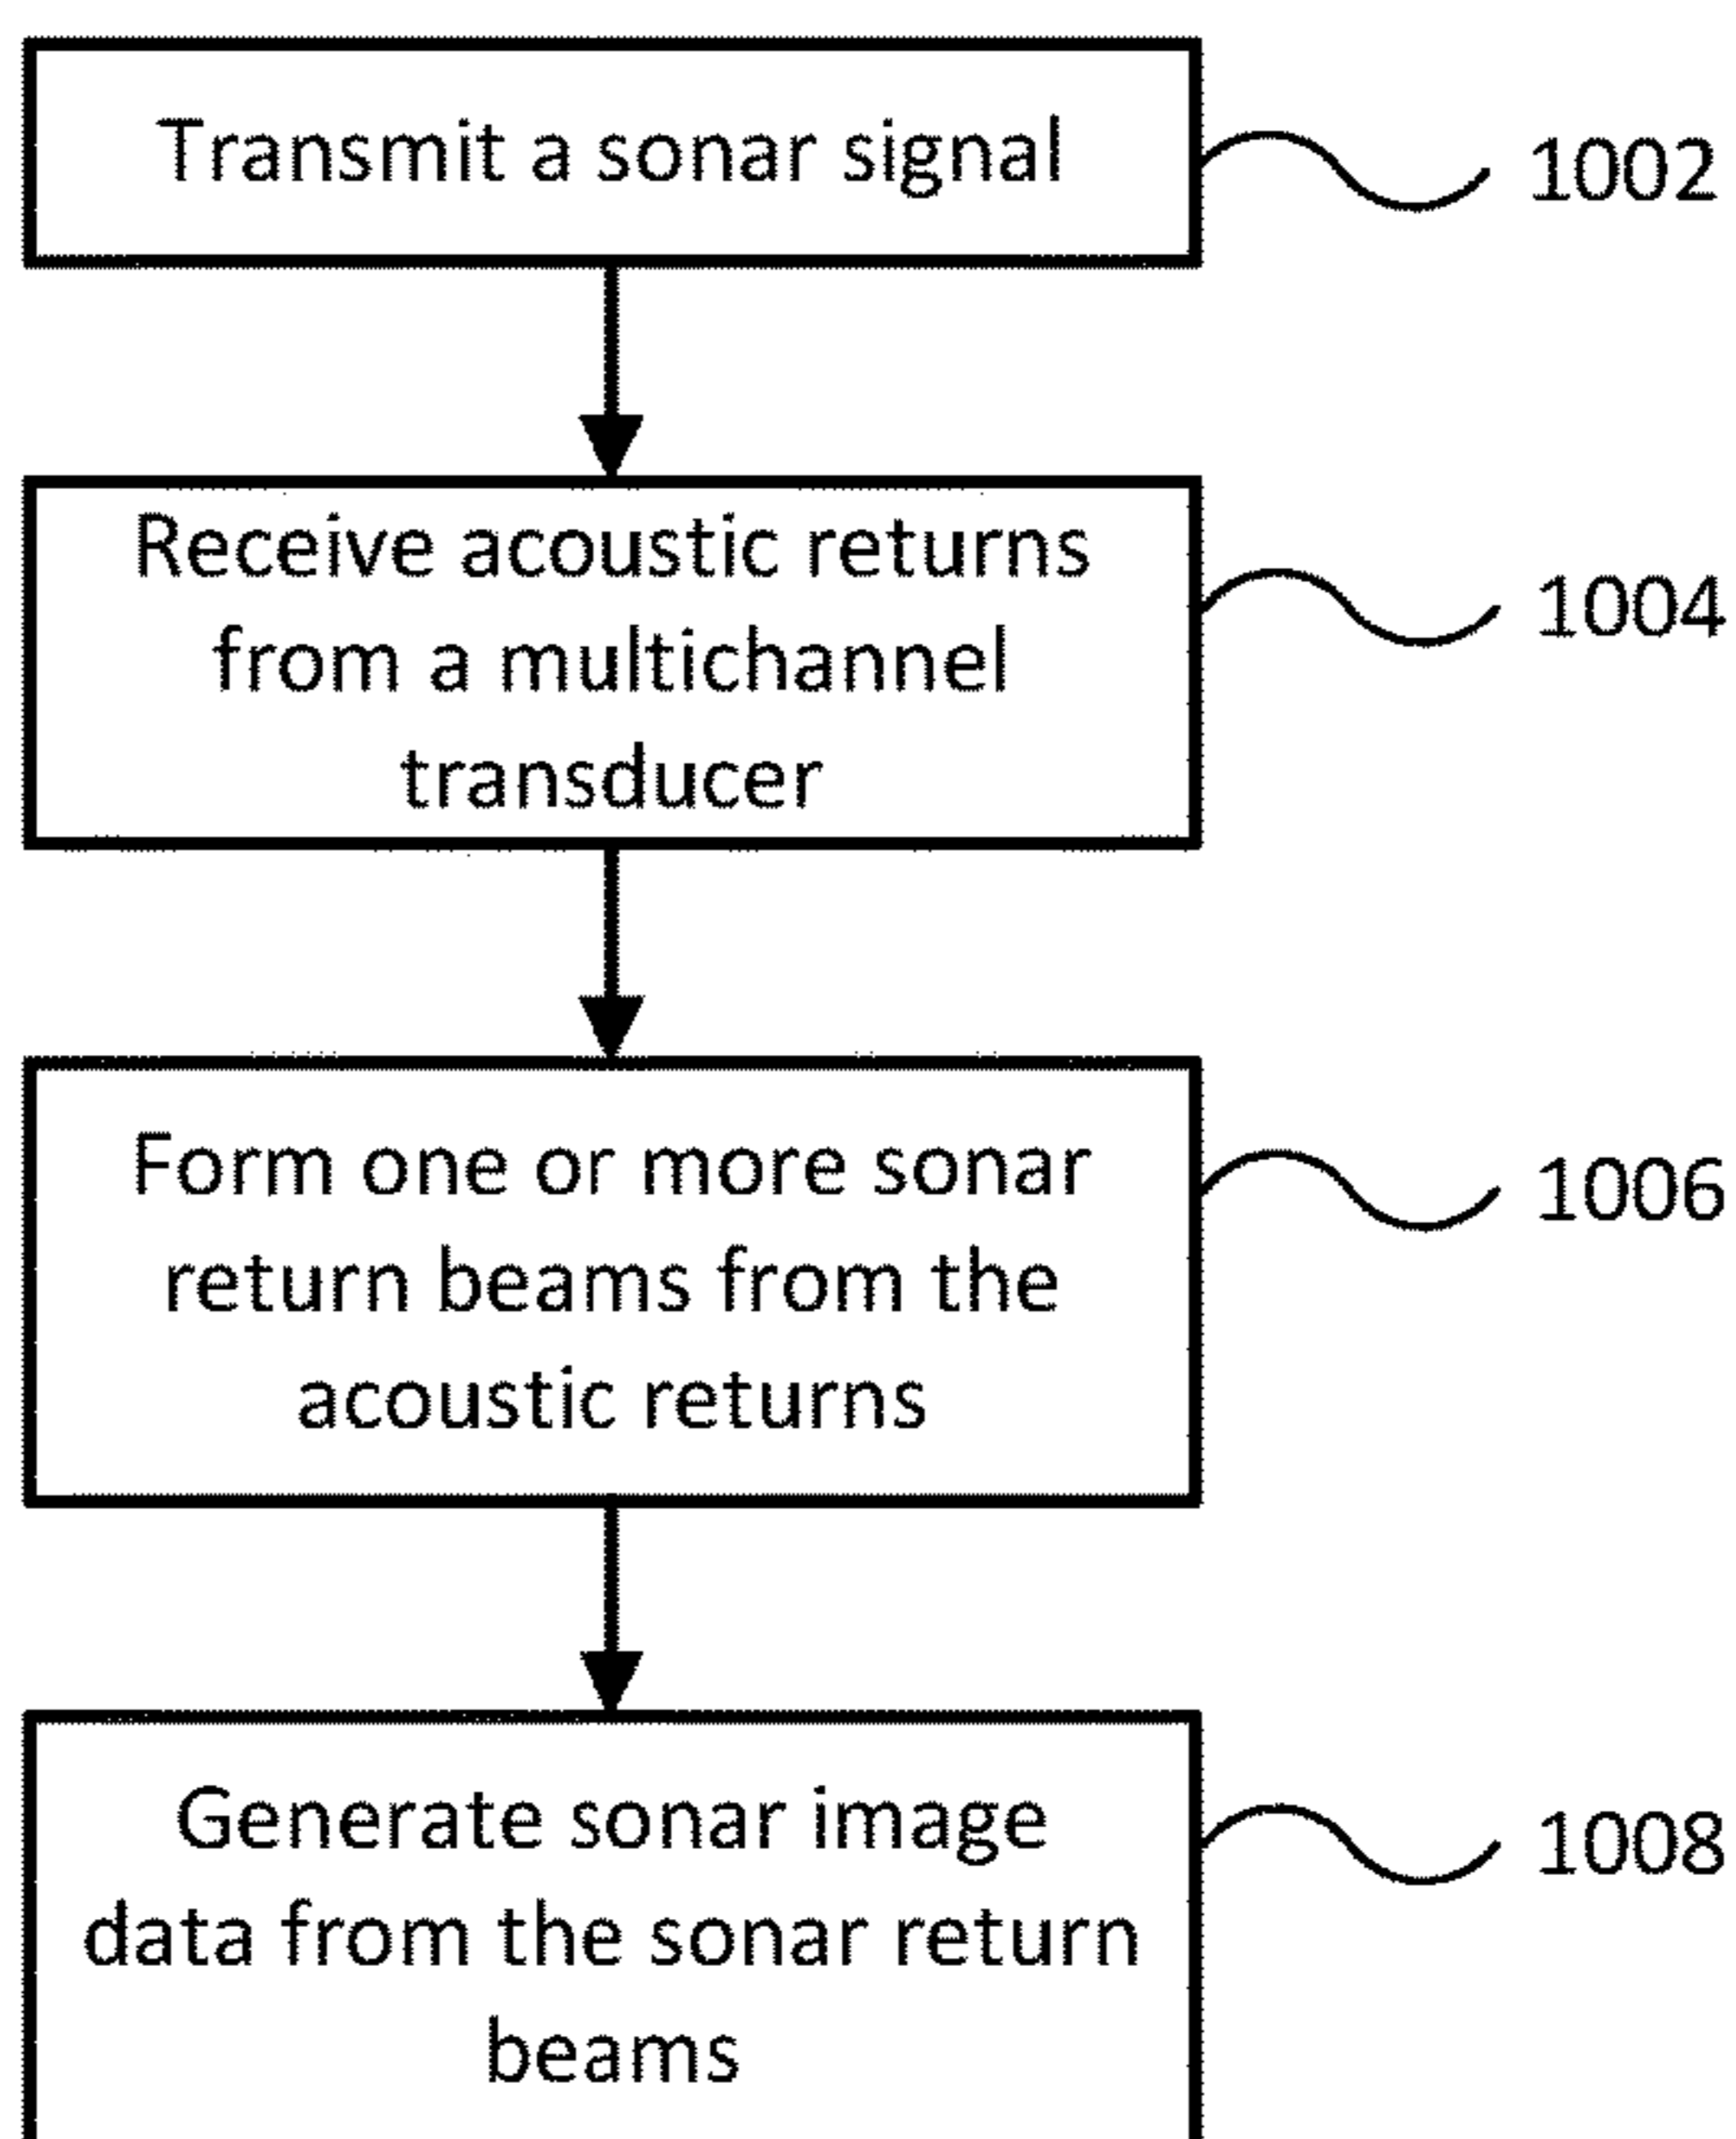 Transmit a sonar signal
1002
Receive acoustic returns
from a multichannel
transducer
1004
Form one or more sonar
return beams from the
acoustic returns
1006
Generate sonar image
data from the sonar return
beams
1008